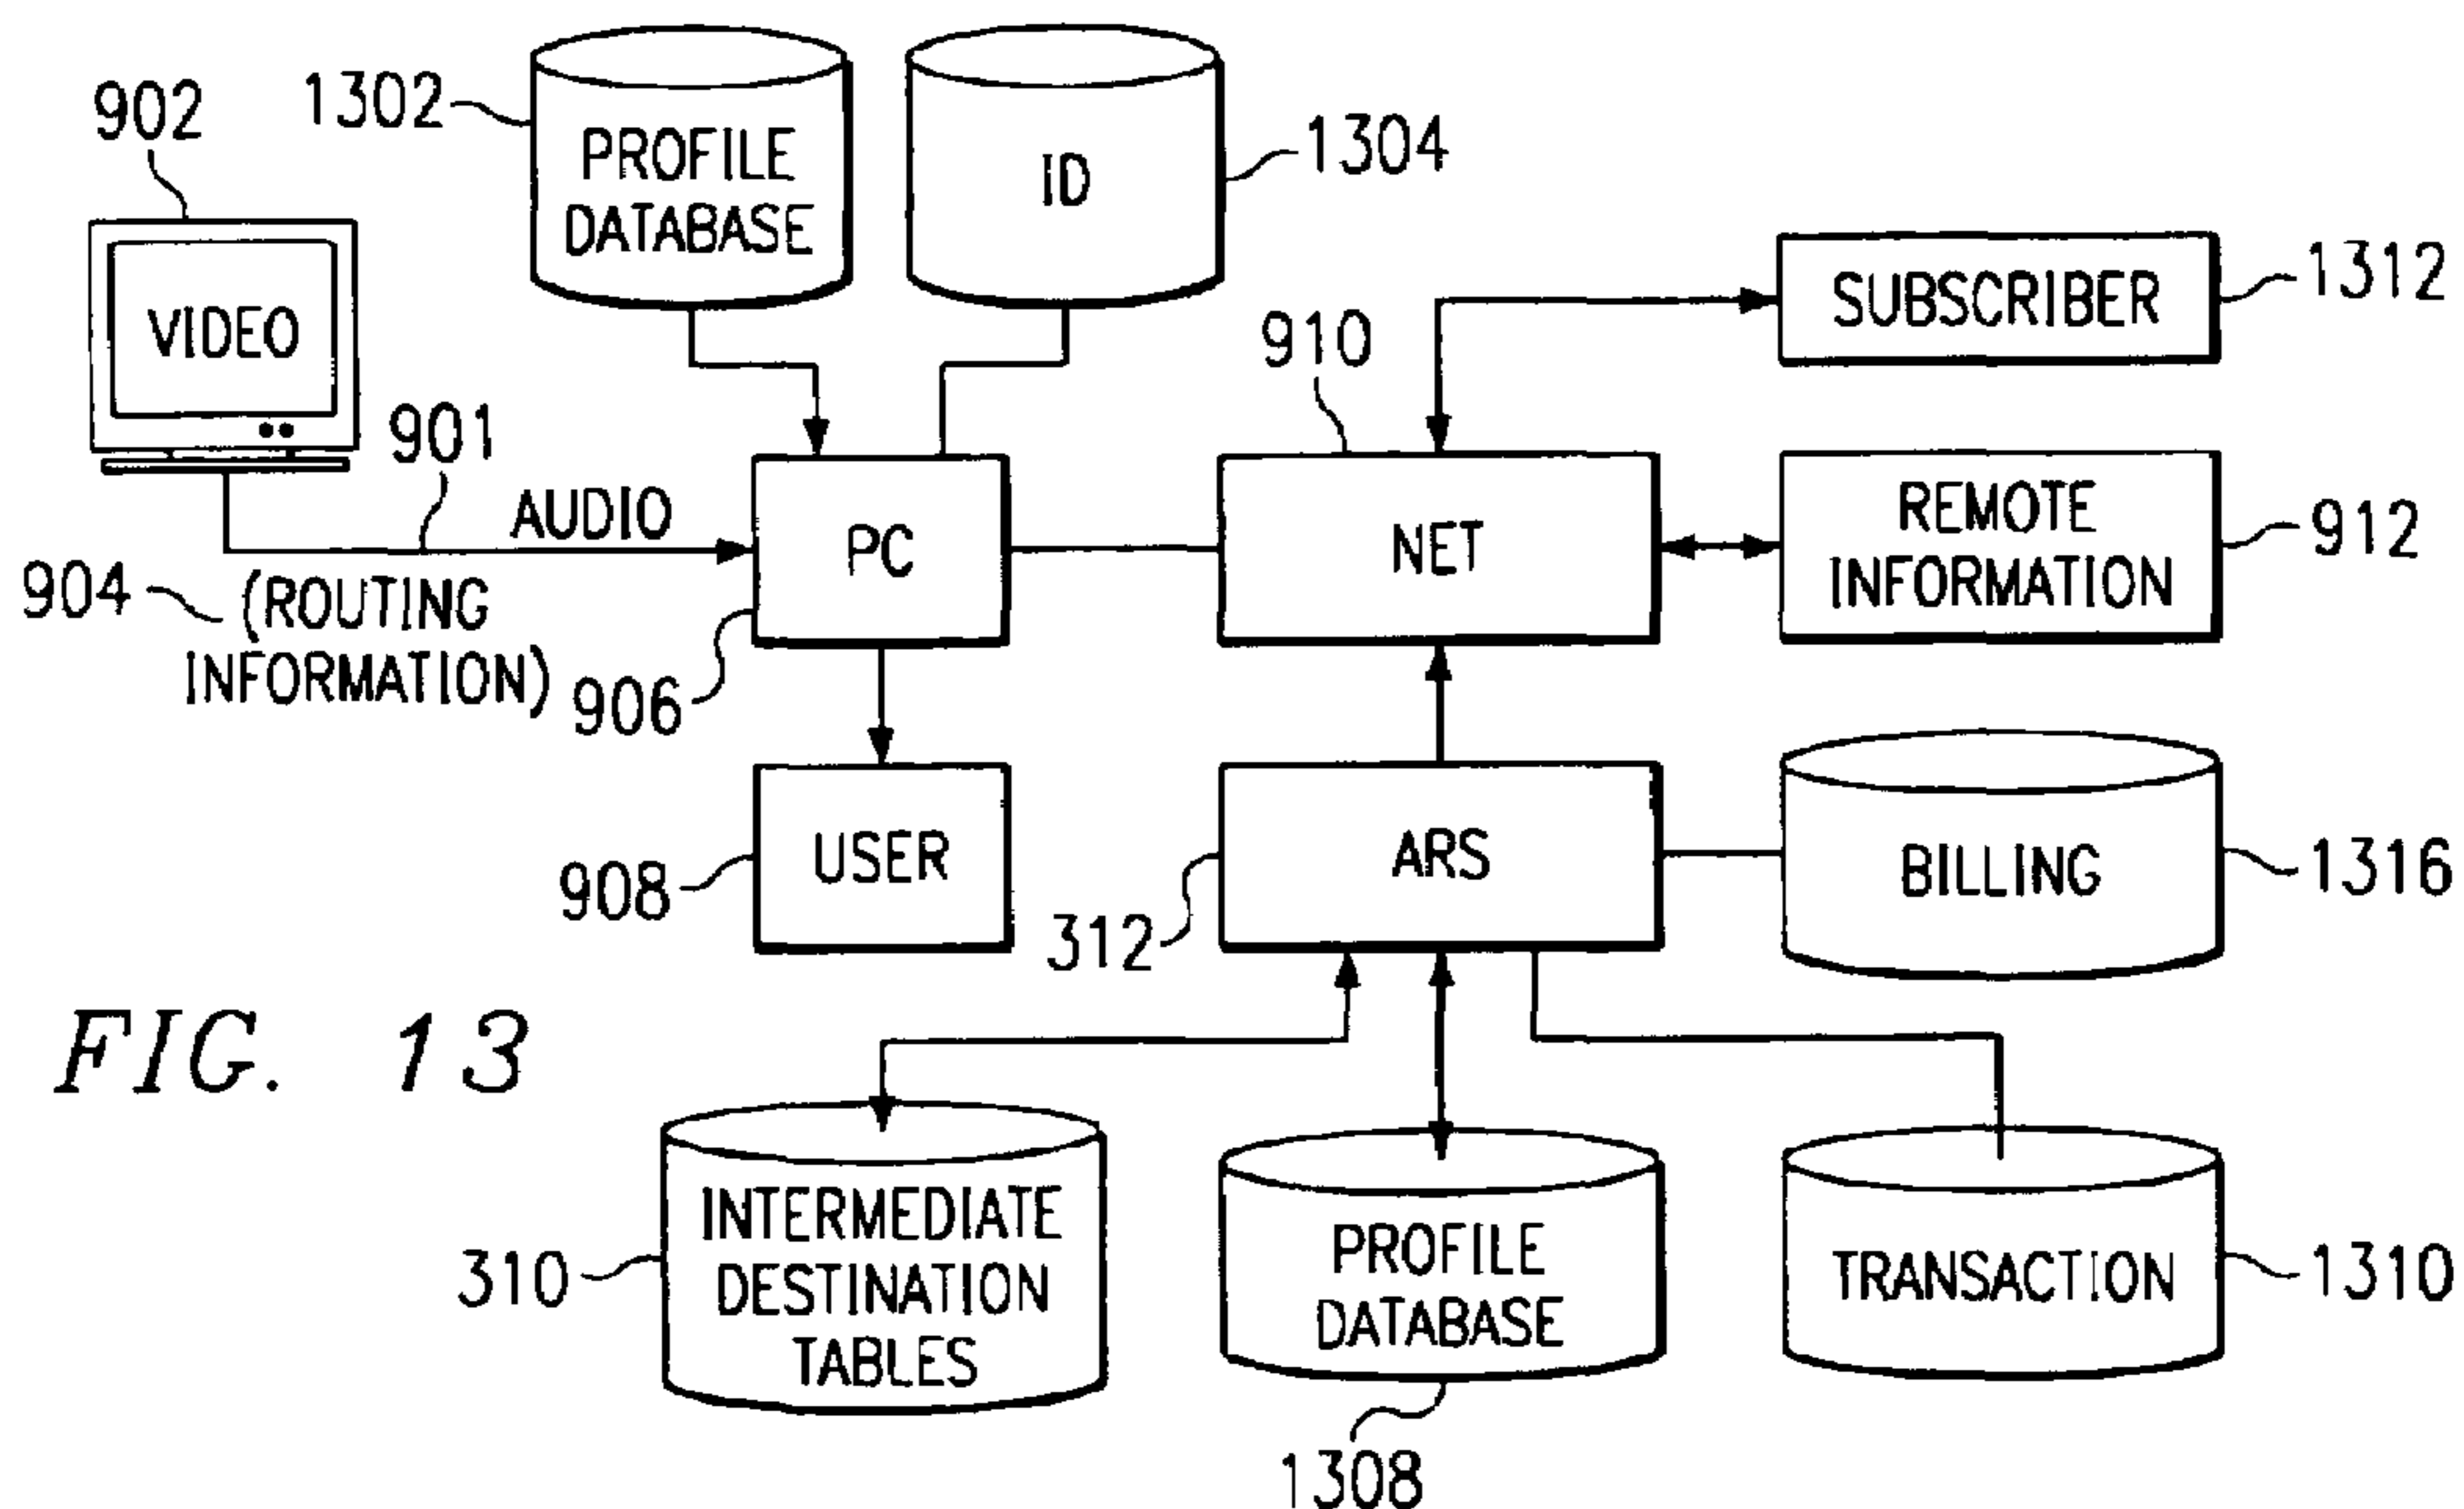 902
1302
PROFILE
DATABASE
ID
1304
VIDEO
SUBSCRIBER
1312
910
901
AUDIO
904
(ROUTING
INFORMATION)
PC
906
NET
REMOTE
INFORMATION
912
USER
908
ARS
312
BILLING
1316
FIG. 13
INTERMEDIATE
DESTINATION
TABLES
310
PROFILE
DATABASE
1308
TRANSACTION
1310